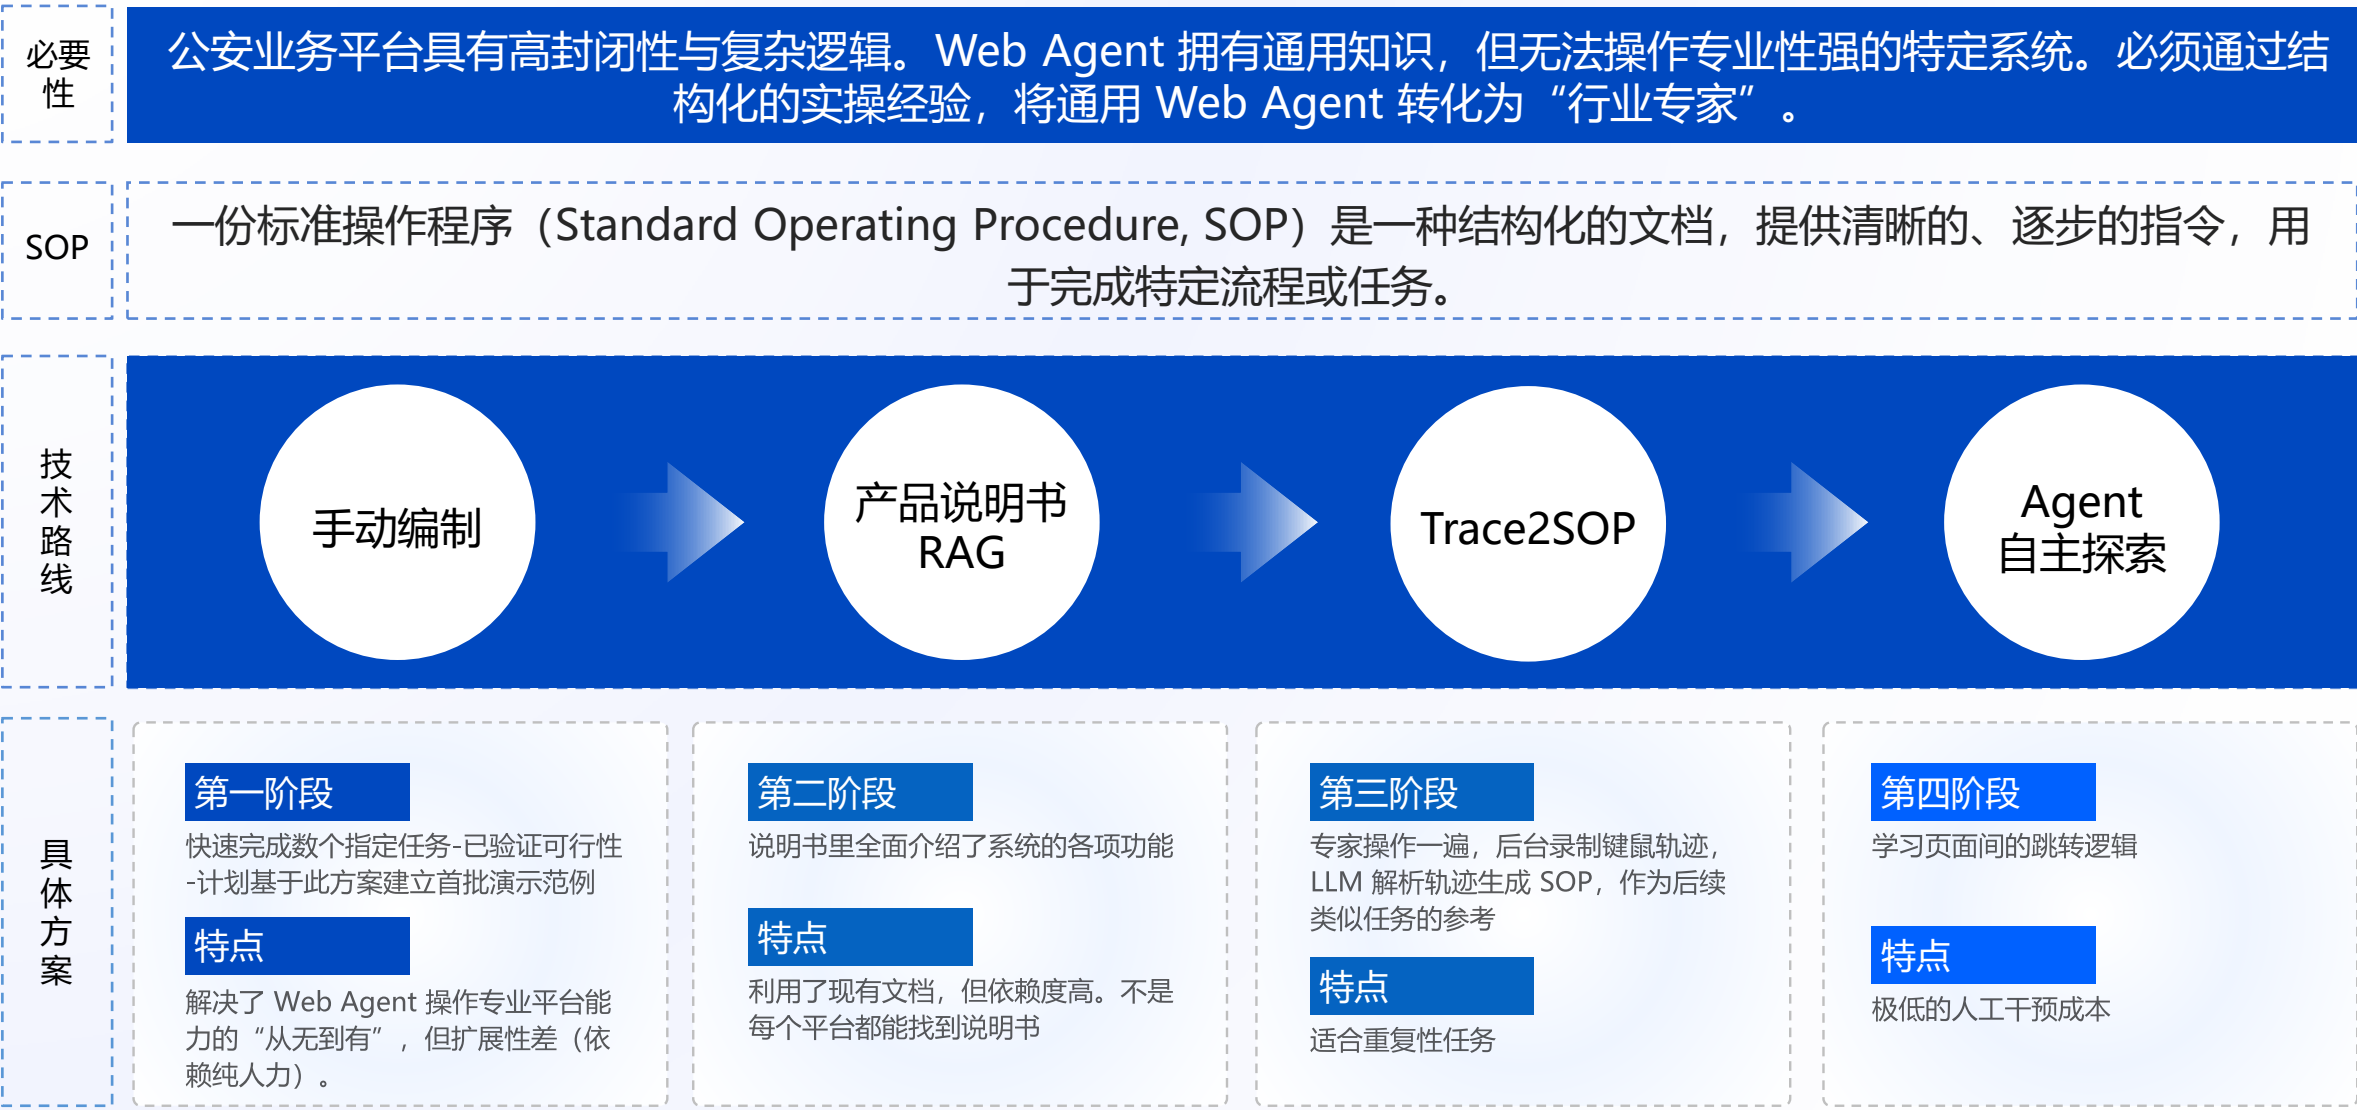 必要
性
公安业务平台具有高封闭性与复杂逻辑。Web Agent 拥有通用知识，但无法操作专业性强的特定系统。必须通过结
构化的实操经验，将通用 Web Agent 转化为“行业专家”。
SOP
一份标准操作程序（Standard Operating Procedure, SOP）是一种结构化的文档，提供清晰的、逐步的指令，用
于完成特定流程或任务。
技
术
路
线
手动编制
产品说明书
RAG
Trace2SOP
Agent
自主探索
具
体
方
案
第一阶段
快速完成数个指定任务-已验证可行性
-计划基于此方案建立首批演示范例
特点
解决了 Web Agent 操作专业平台能
力的“从无到有”，但扩展性差（依
赖纯人力）。
第二阶段
说明书里全面介绍了系统的各项功能
特点
利用了现有文档，但依赖度高。不是
每个平台都能找到说明书
第三阶段
专家操作一遍，后台录制键鼠轨迹，
LLM 解析轨迹生成 SOP，作为后续
类似任务的参考
特点
适合重复性任务
第四阶段
学习页面间的跳转逻辑
特点
极低的人工干预成本